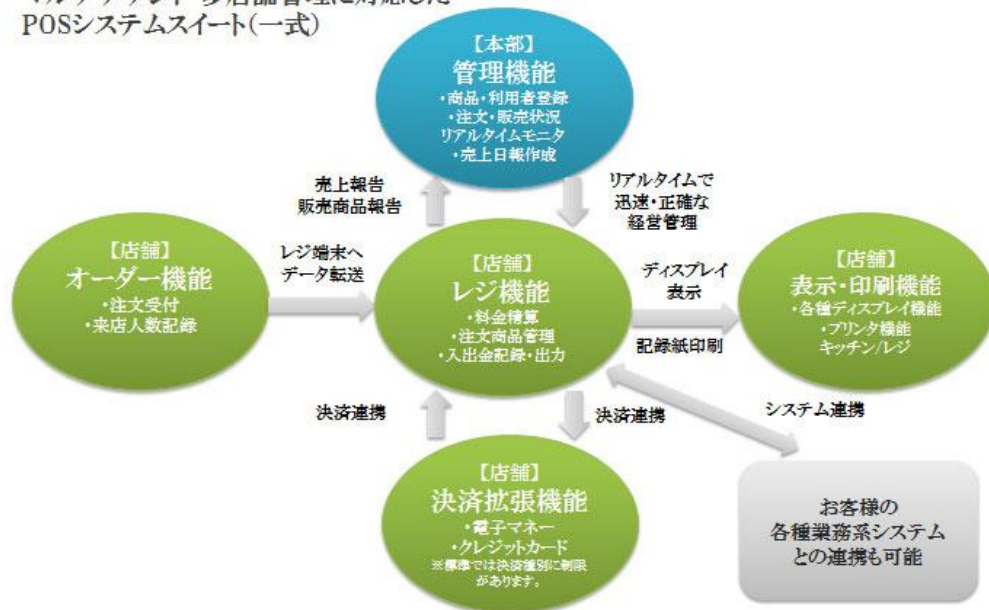 POSシステムスイート(一式)
【本部】
管理機能
・商品・利用者登録
・注文・販売状況
リアルタイムモニタ
・売上日報作成
売上報告
販売商品報告
リアルタイムで
迅速・正確な
経営管理
【店舗】
オーダー機能
・注文受付
・来店人数記録
レジ端末へ
データ転送
【店舗】
レジ機能
・料金精算
・注文商品管理
・入出金記録・出力
ディスプレイ
表示
記録紙印刷
【店舗】
表示・印刷機能
・各種ディスプレイ機能
・プリンタ機能
キッチン/レジ
決済連携
決済連携
システム連携
【店舗】
決済拡張機能
・電子マネー
・クレジットカード
※標準では決済種別に制限
があります。
お客様の
各種業務系システム
との連携も可能